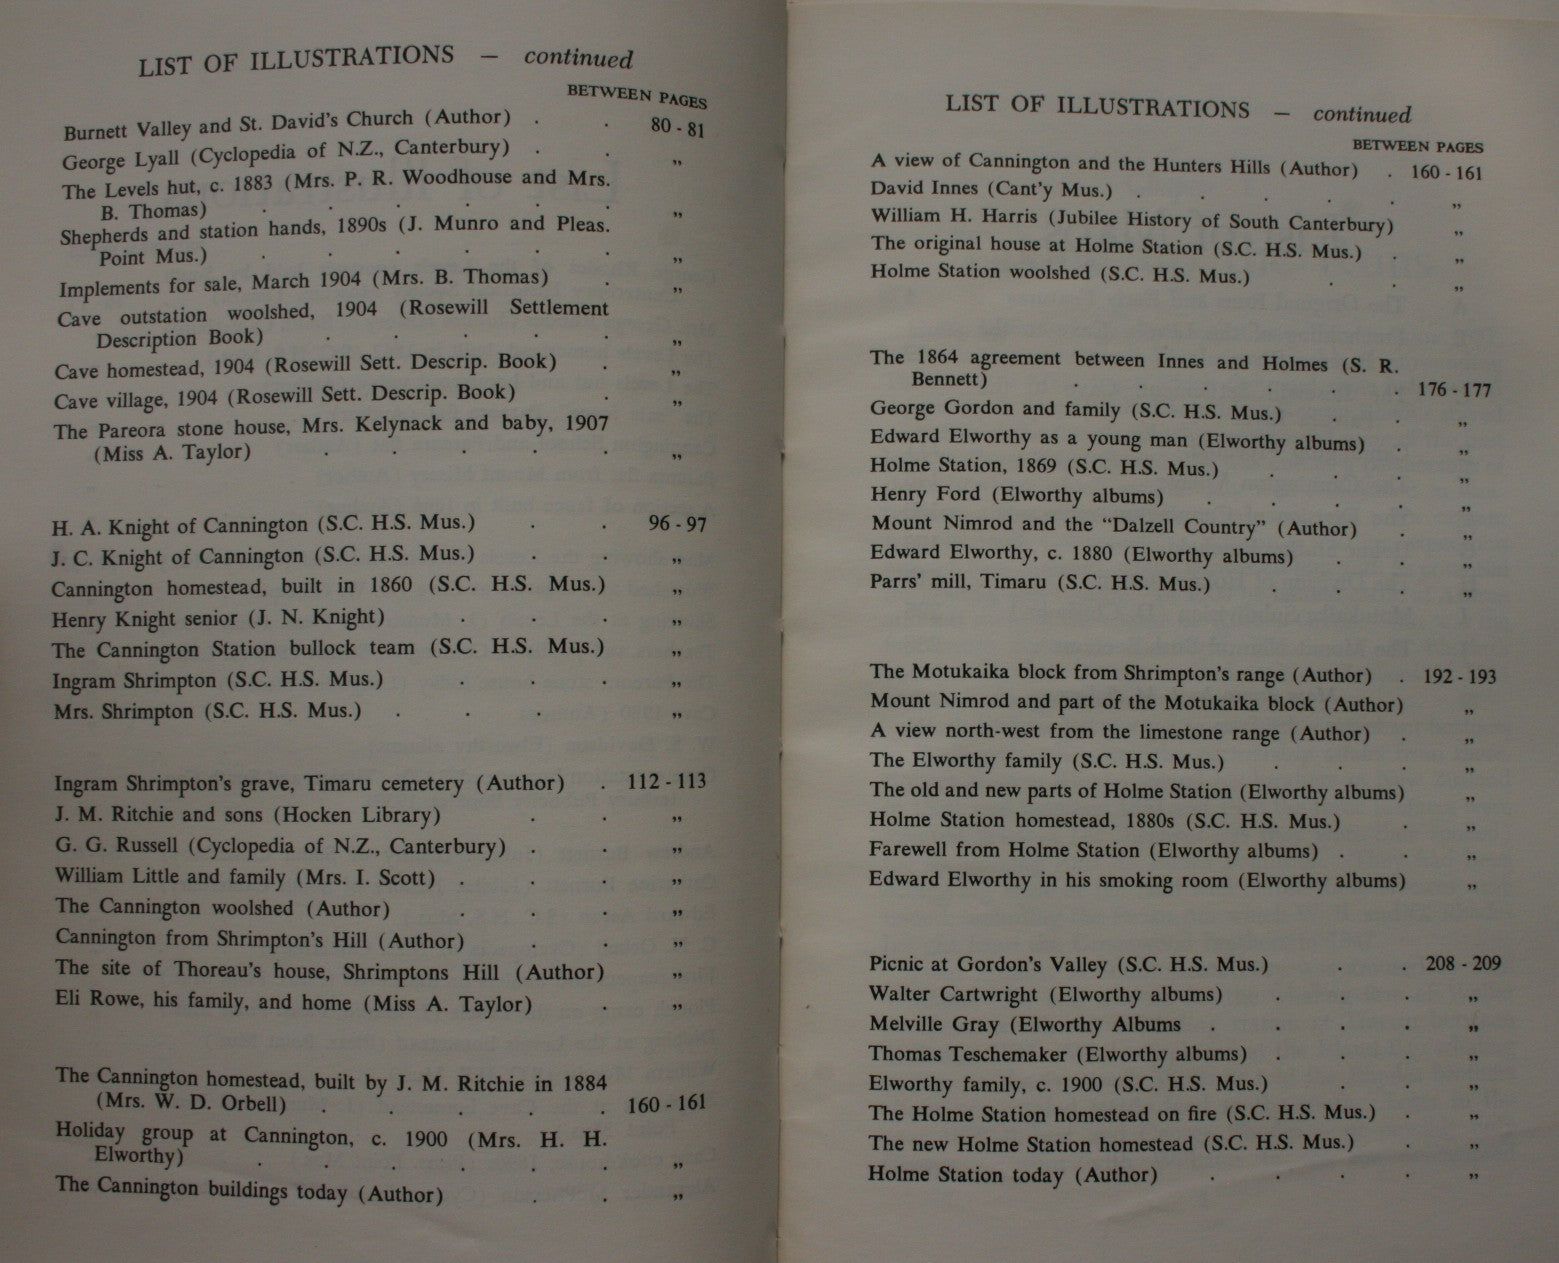 LIST OF ILLUSTRATIONS — continued
BETWEEN PAGES
Burnett Valley and St. David's Church (Author) . . 80 - 81
George Lyall (Cyclopedia of N.Z., Canterbury) . . „
The Levels hut, c. 1883 (Mrs. P. R. Woodhouse and Mrs.
B. Thomas) . . . . . . „
Shepherds and station hands, 1890s (J. Munro and Pleas.
Point Mus.) . . . . . . „
Implements for sale, March 1904 (Mrs. B. Thomas) . „
Cave outstation woolshed, 1904 (Rosewill Settlement
Description Book) . . . . . „
Cave homestead, 1904 (Rosewill Sett. Descrip. Book) . „
Cave village, 1904 (Rosewill Sett. Descrip. Book) . „
The Pareora stone house, Mrs. Kelynack and baby, 1907
(Miss A. Taylor) . . . . . „
H. A. Knight of Cannington (S.C. H.S. Mus.) . . 96 - 97
J. C. Knight of Cannington (S.C. H.S. Mus.) . . „
Cannington homestead, built in 1860 (S.C. H.S. Mus.) „
Henry Knight senior (J. N. Knight) . . . „
The Cannington Station bullock team (S.C. H.S. Mus.) „
Ingram Shrimpton (S.C. H.S. Mus.) . . . „
Mrs. Shrimpton (S.C. H.S. Mus.) . . . „
Ingram Shrimpton's grave, Timaru cemetery (Author) . 112 - 113
J. M. Ritchie and sons (Hocken Library) . . „
G. G. Russell (Cyclopedia of N.Z., Canterbury) . . „
William Little and family (Mrs. I. Scott) . . . „
The Cannington woolshed (Author) . . . „
Cannington from Shrimpton's Hill (Author) . . „
The site of Thoreau's house, Shrimptons Hill (Author) „
Eli Rowe, his family, and home (Miss A. Taylor) . „
The Cannington homestead, built by J. M. Ritchie in 1884
(Mrs. W. D. Orbell) . . . . . 160 - 161
Holiday group at Cannington, c. 1900 (Mrs. H. H.
Elworthy) . . . . . . „
The Cannington buildings today (Author) . . „
LIST OF ILLUSTRATIONS — continued
BETWEEN PAGES
A view of Cannington and the Hunters Hills (Author) . 160 - 161
David Innes (Cant'y Mus.) . . . . . „
William H. Harris (Jubilee History of South Canterbury) „
The original house at Holme Station (S.C. H.S. Mus.) . „
Holme Station woolshed (S.C. H.S. Mus.) . . „
The 1864 agreement between Innes and Holmes (S. R.
Bennett) . . . . . . 176 - 177
George Gordon and family (S.C. H.S. Mus.) . . „
Edward Elworthy as a young man (Elworthy albums) . „
Holme Station, 1869 (S.C. H.S. Mus.) . . . „
Henry Ford (Elworthy albums) . . . . „
Mount Nimrod and the "Dalzell Country" (Author) . „
Edward Elworthy, c. 1880 (Elworthy albums) . . „
Parrs' mill, Timaru (S.C. H.S. Mus.) . . . „
The Motukaika block from Shrimpton's range (Author) . 192 - 193
Mount Nimrod and part of the Motukaika block (Author) „
A view north-west from the limestone range (Author) . „
The Elworthy family (S.C. H.S. Mus.) . . . „
The old and new parts of Holme Station (Elworthy albums) „
Holme Station homestead, 1880s (S.C. H.S. Mus.) . „
Farewell from Holme Station (Elworthy albums) . . „
Edward Elworthy in his smoking room (Elworthy albums) „
Picnic at Gordon's Valley (S.C. H.S. Mus.) . . 208 - 209
Walter Cartwright (Elworthy albums) . . . „
Melville Gray (Elworthy Albums . . . . „
Thomas Teschemaker (Elworthy albums) . . . „
Elworthy family, c. 1900 (S.C. H.S. Mus.) . . „
The Holme Station homestead on fire (S.C. H.S. Mus.) . „
The new Holme Station homestead (S.C. H.S. Mus.) . „
Holme Station today (Author) . . . . „